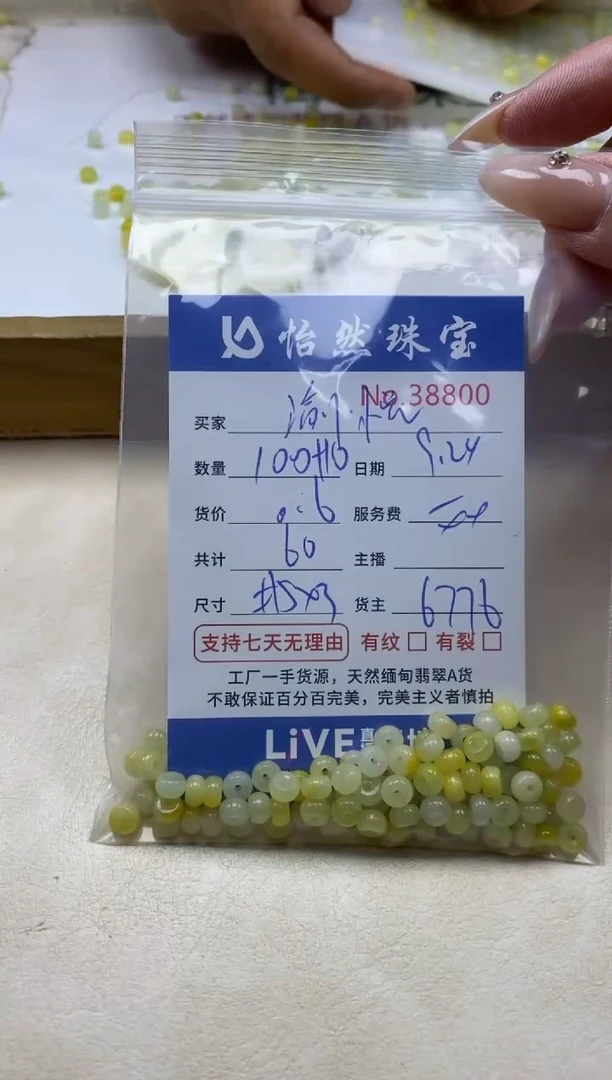 怡然珠宝
No.38800
买家
数量 100+10 日期 9.24
货价 0.6 服务费
共计 60 主播
尺寸 货主 6776
支持七天无理由 有纹 有裂
工厂一手货源，天然缅甸翡翠A货
不敢保证百分百完美，完美主义者慎拍
LiVE